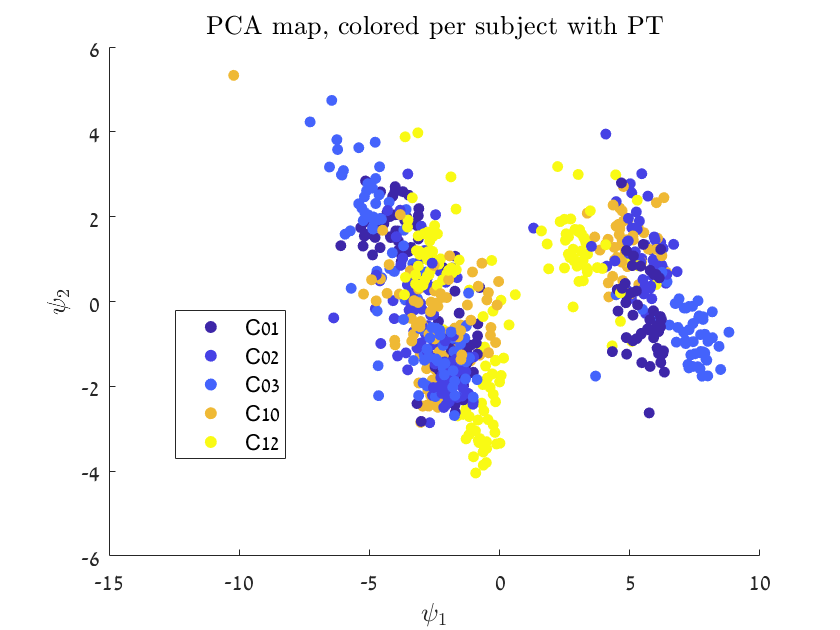 PCA map, colored per subject with PT
6
4
2
0
-2
-4
-6
ψ2
C01
C02
C03
C10
C12
-15 -10 -5 0 5 10
ψ1